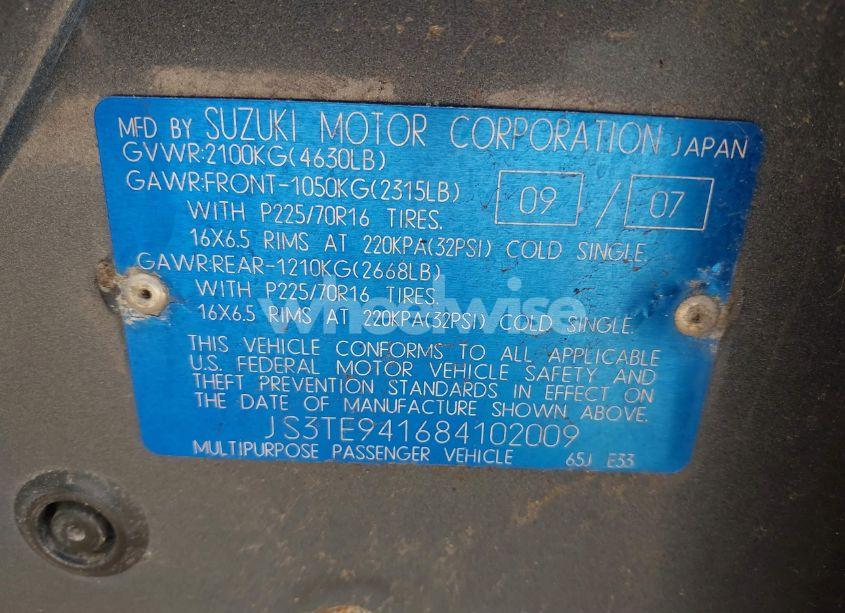 MFD BY SUZUKI MOTOR CORPORATION JAPAN
GVWR:2100KG(4630LB)
GAWR:FRONT-1050KG(2315LB) 09 / 07
WITH P225/70R16 TIRES.
16X6.5 RIMS AT 220KPA(32PSI) COLD SINGLE.
GAWR:REAR-1210KG(2668LB)
WITH P225/70R16 TIRES.
16X6.5 RIMS AT 220KPA(32PSI) COLD SINGLE.
wheelwise
THIS VEHICLE CONFORMS TO ALL APPLICABLE
U.S. FEDERAL MOTOR VEHICLE SAFETY AND
THEFT PREVENTION STANDARDS IN EFFECT ON
THE DATE OF MANUFACTURE SHOWN ABOVE.
JS3TE941684102009
MULTIPURPOSE PASSENGER VEHICLE 65J E33